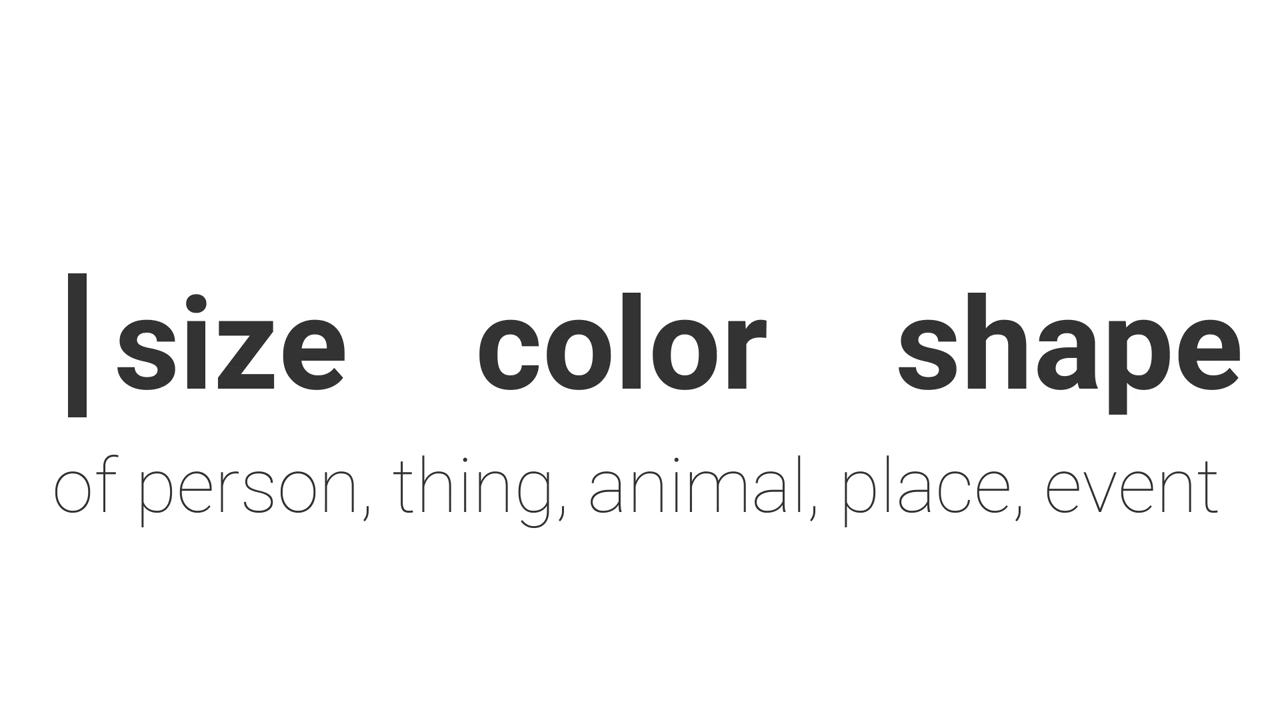 size color shape
of person, thing, animal, place, event